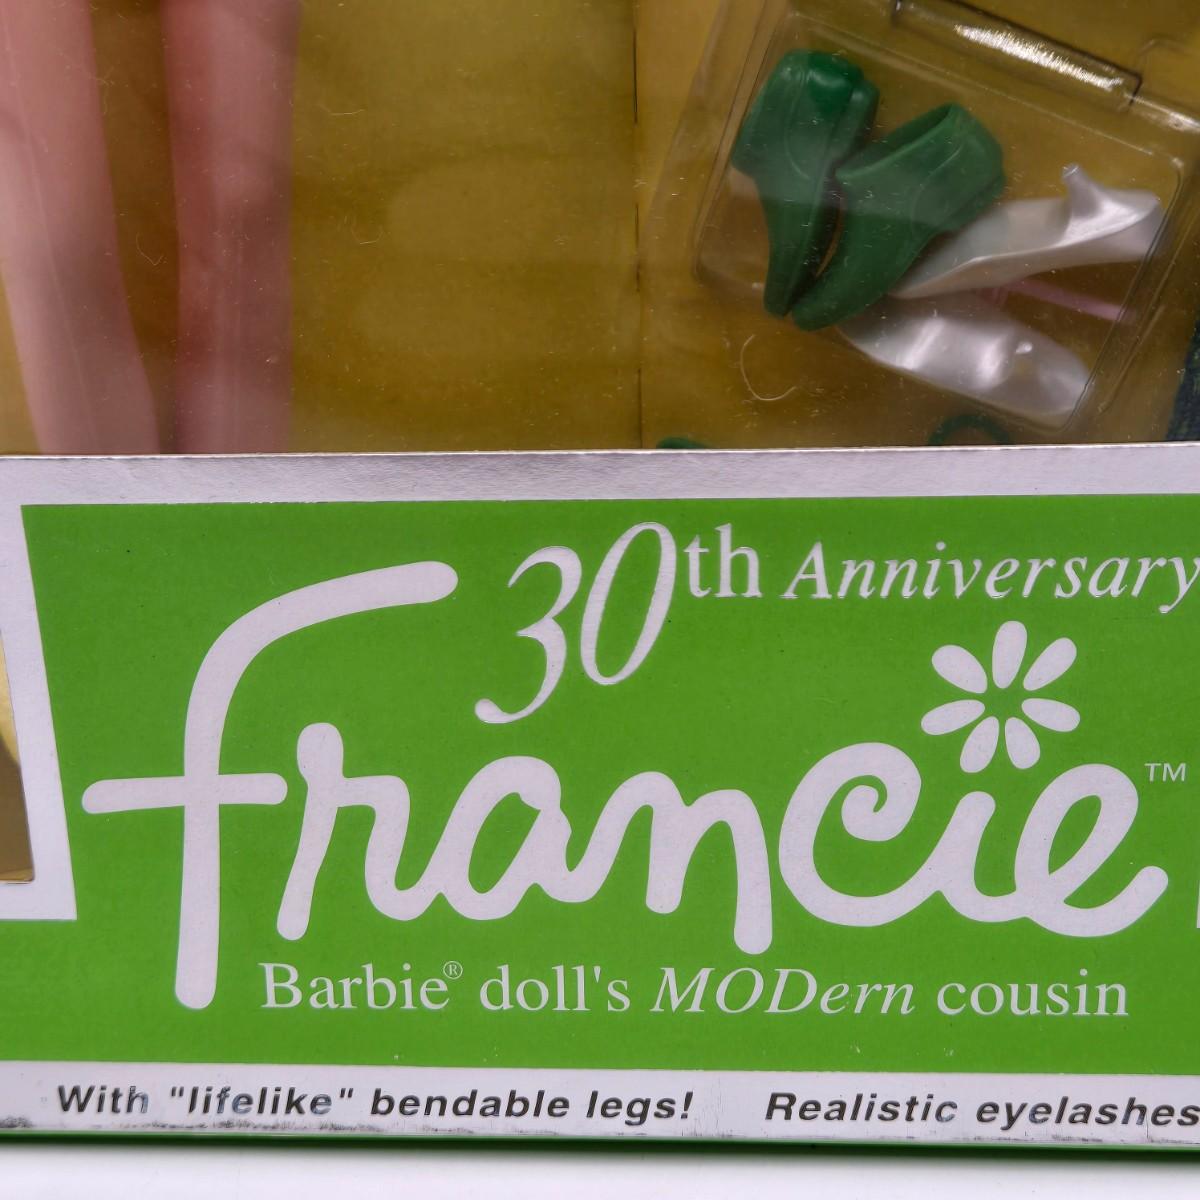 30th Anniversary
Francie™
Barbie® doll's MODern cousin
With "lifelike" bendable legs! Realistic eyelashes